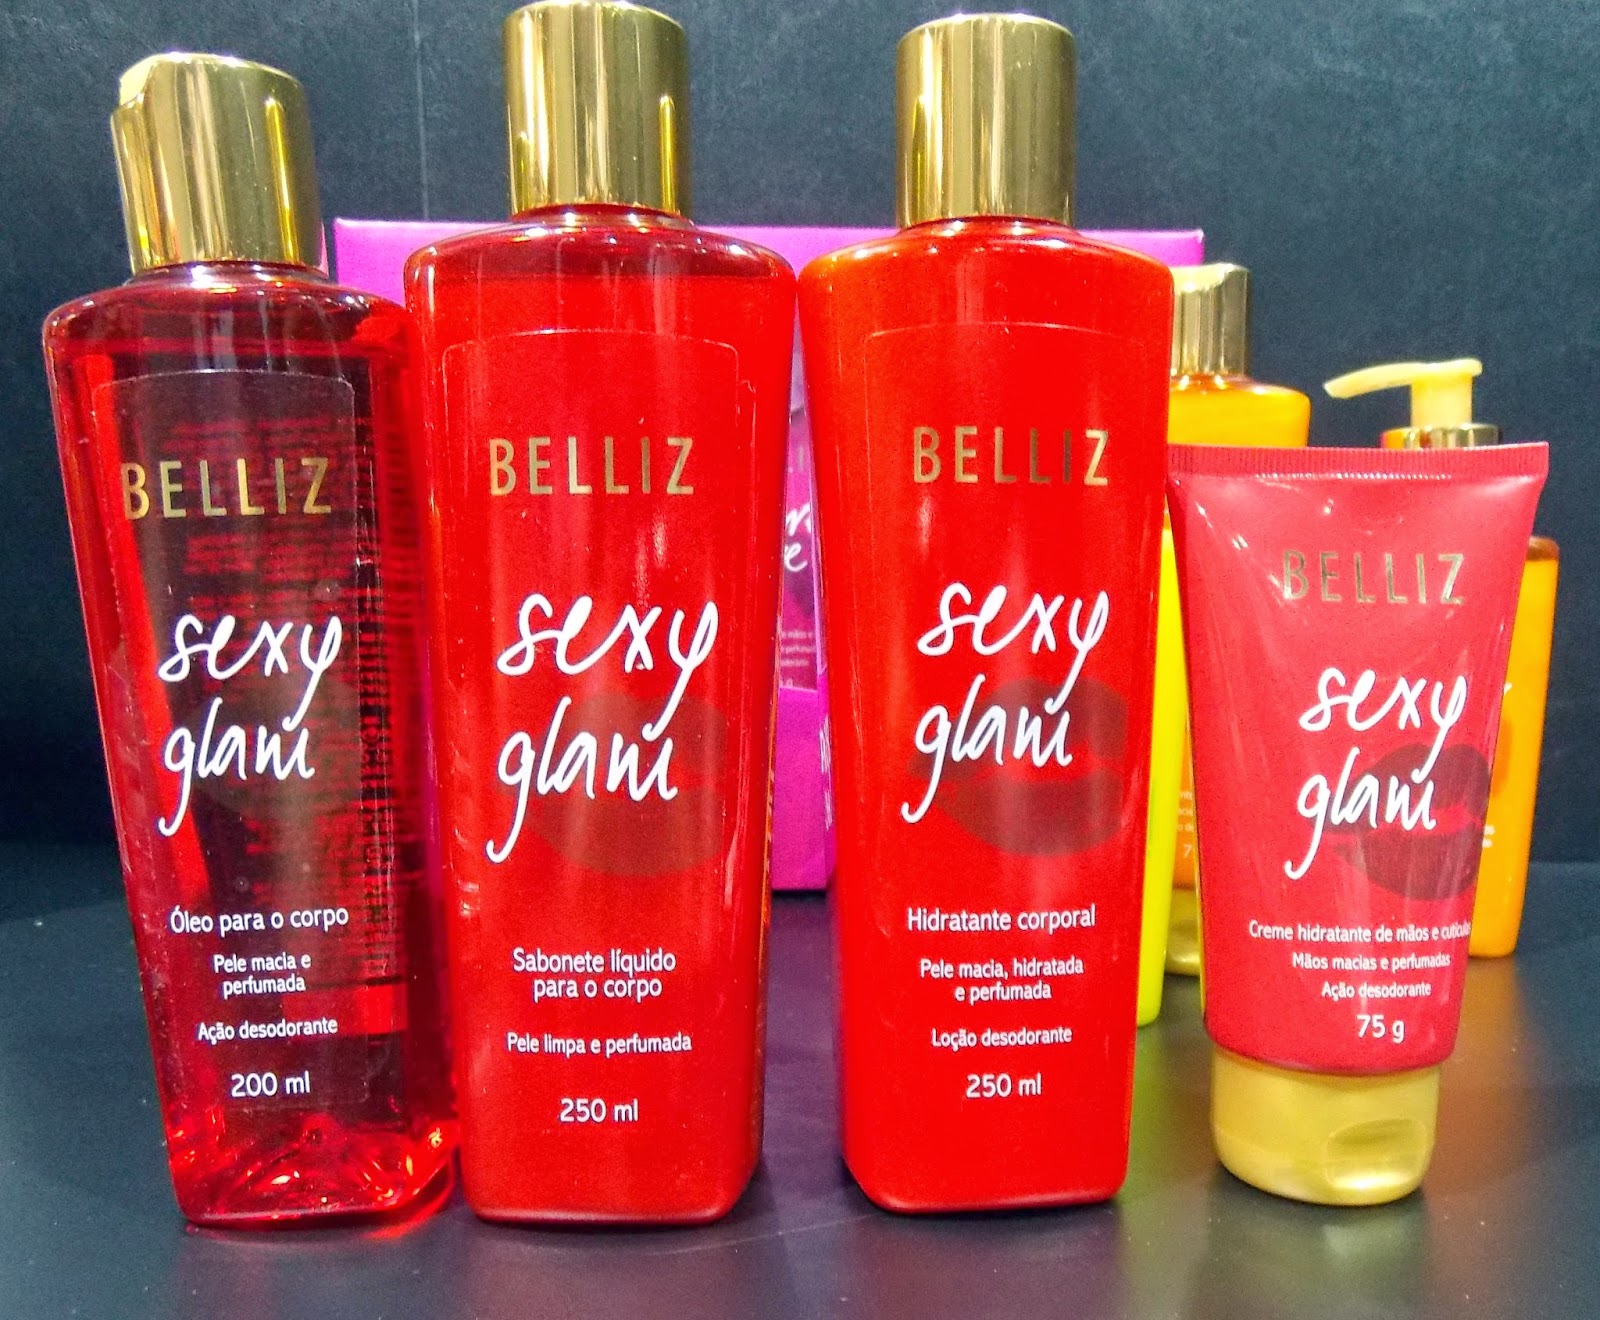 BELLIZ
sexy
glam
Óleo para o corpo
Pele macia e
perfumada
Ação desodorante
200 ml
BELLIZ
sexy
glam
Sabonete líquido
para o corpo
Pele limpa e perfumada
250 ml
BELLIZ
sexy
glam
Hidratante corporal
Pele macia, hidratada
e perfumada
Loção desodorante
250 ml
BELLIZ
sexy
glam
Creme hidratante de mãos e cutículas
Mãos macias e perfumadas
Ação desodorante
75 g